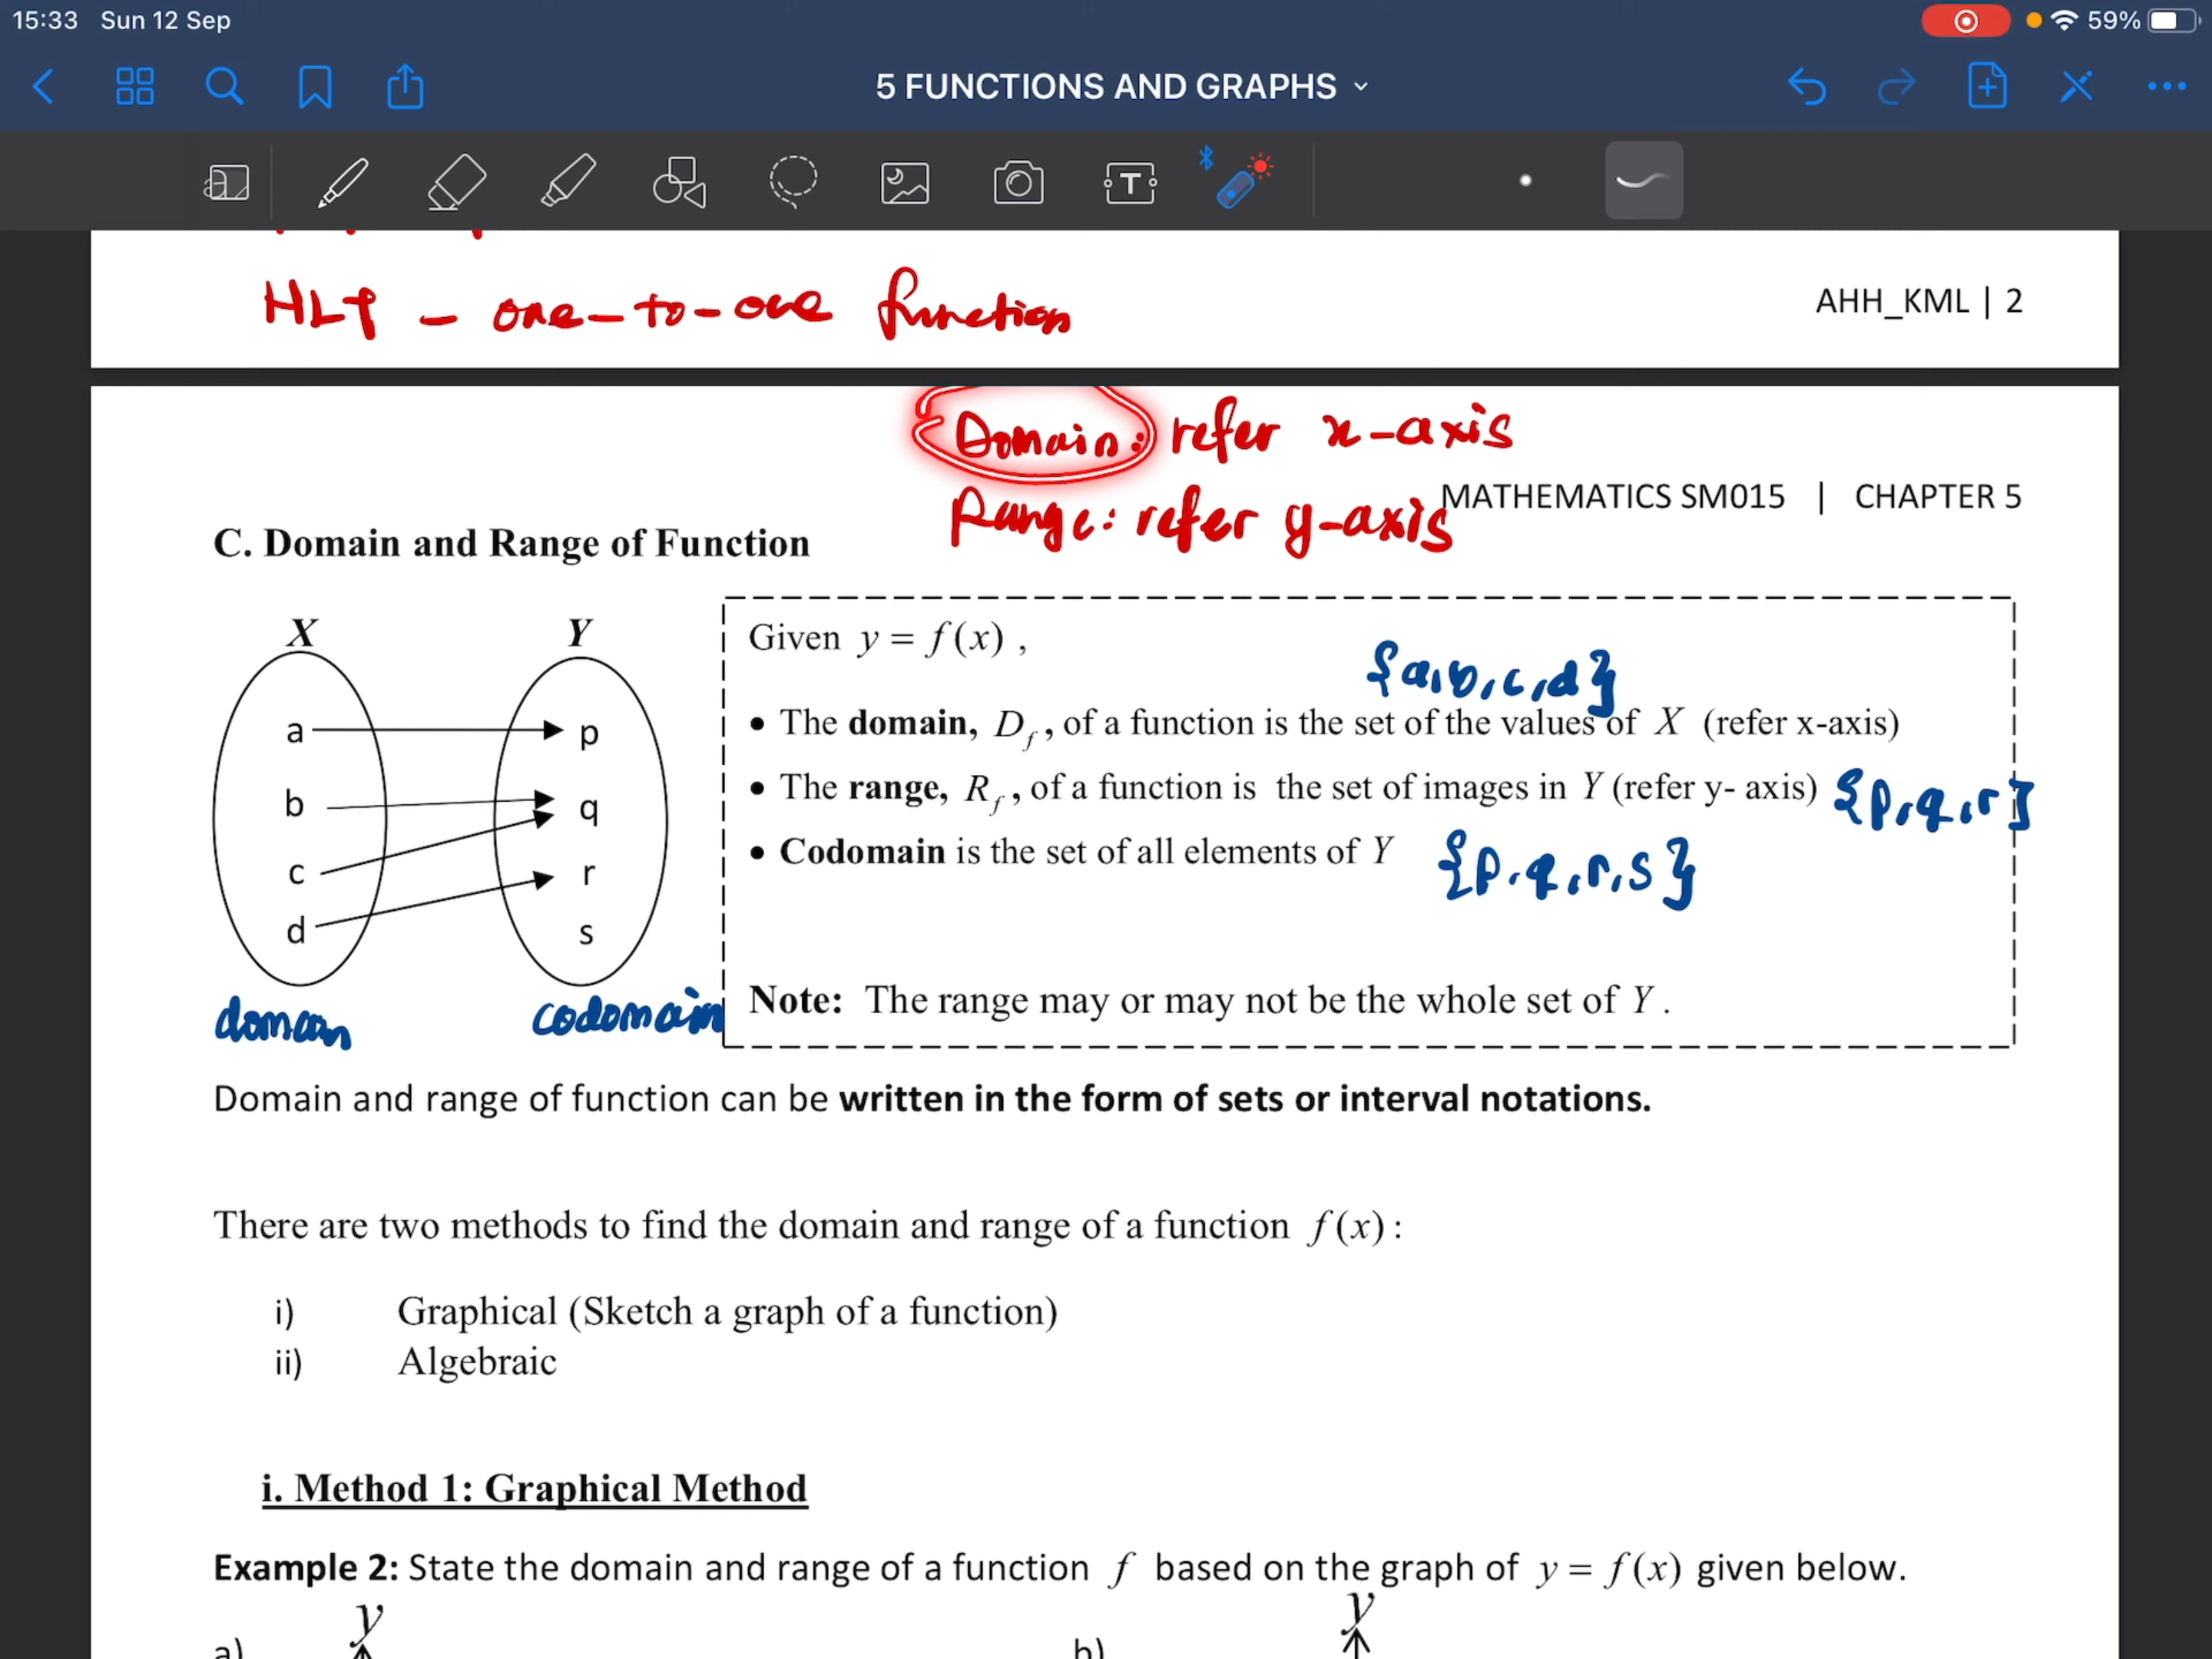 15:33 Sun 12 Sep
59%
5 FUNCTIONS AND GRAPHS
HLT - one-to-one function
AHH_KML | 2
Domain: refer x-axis
MATHEMATICS SM015 | CHAPTER 5
Range: refer y-axis
C. Domain and Range of Function
X Y
a p
b q
c r
d s
domain codomain
Given y = f(x) ,
{a,b,c,d}
• The domain, D_f, of a function is the set of the values of X (refer x-axis)
• The range, R_f, of a function is the set of images in Y (refer y- axis) {p,q,r}
• Codomain is the set of all elements of Y {p,q,r,s}
Note: The range may or may not be the whole set of Y .
Domain and range of function can be written in the form of sets or interval notations.
There are two methods to find the domain and range of a function f(x) :
i) Graphical (Sketch a graph of a function)
ii) Algebraic
i. Method 1: Graphical Method
Example 2: State the domain and range of a function f based on the graph of y = f(x) given below.
a) y b) y